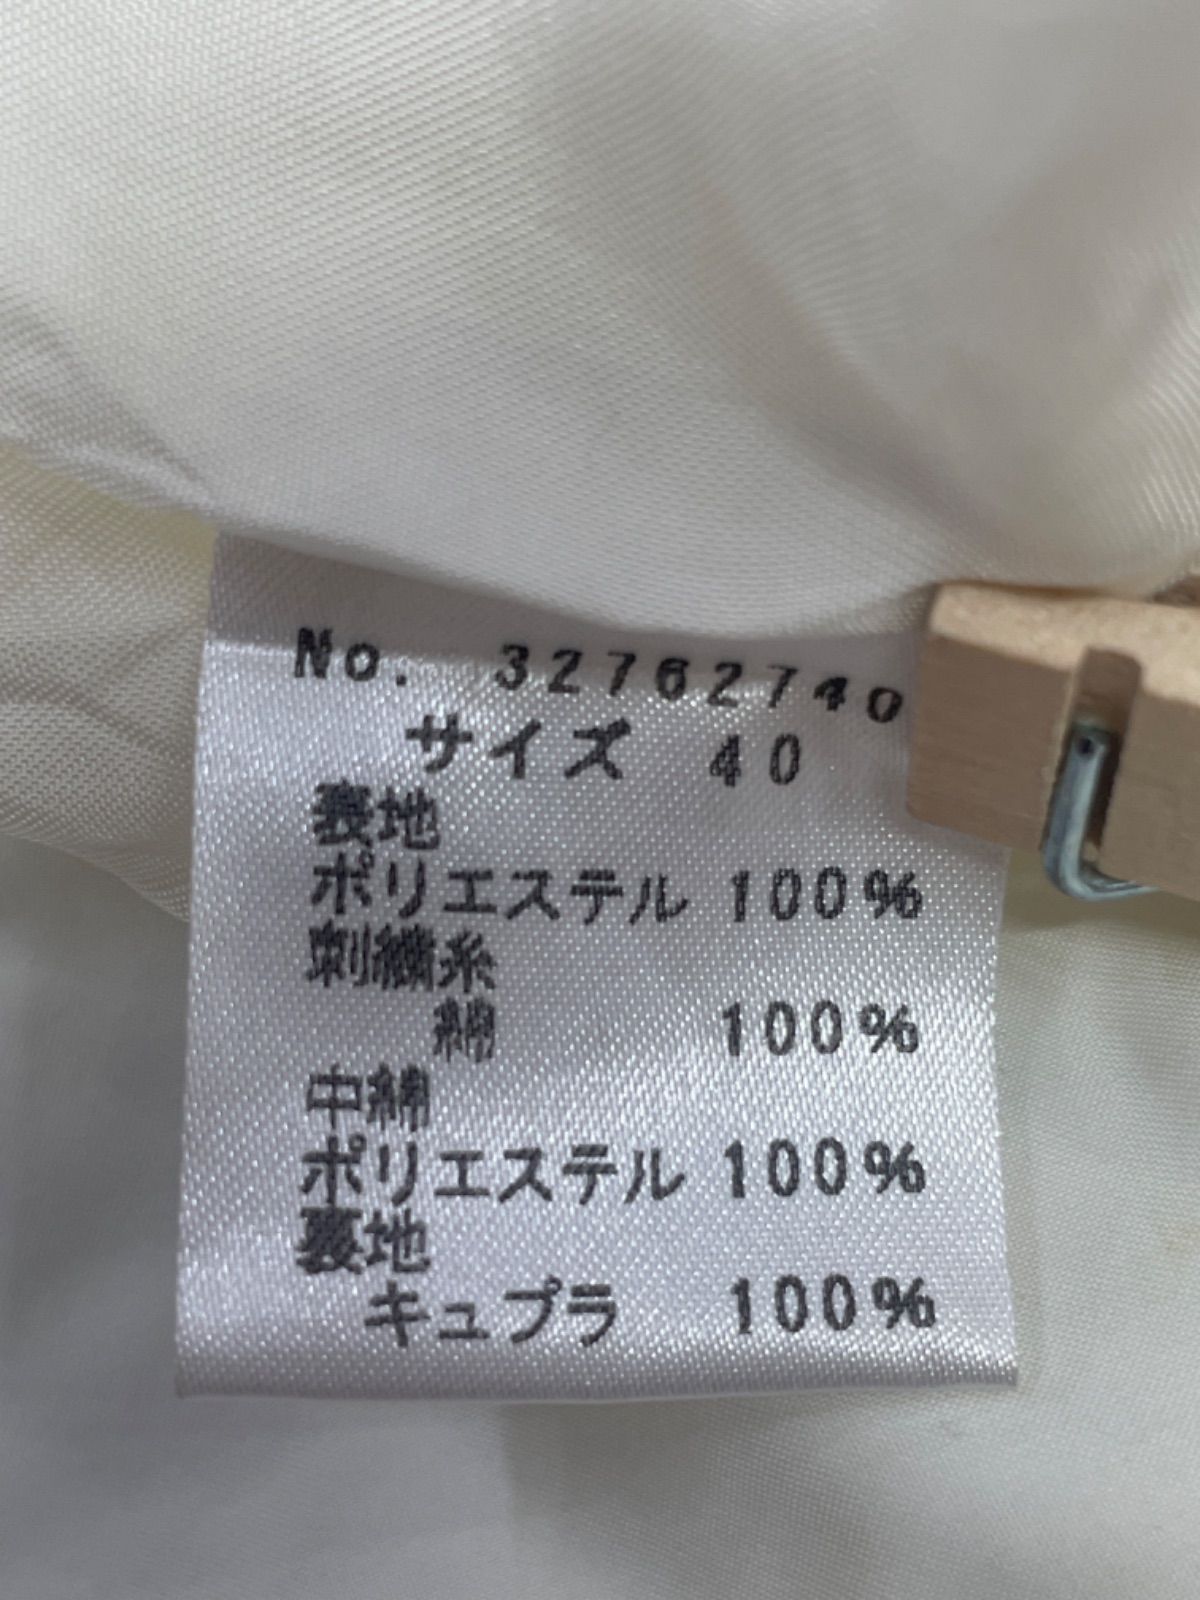 No. 32762740
サイズ 40
表地
ポリエステル 100%
刺繍糸
綿 100%
中綿
ポリエステル 100%
裏地
キュプラ 100%